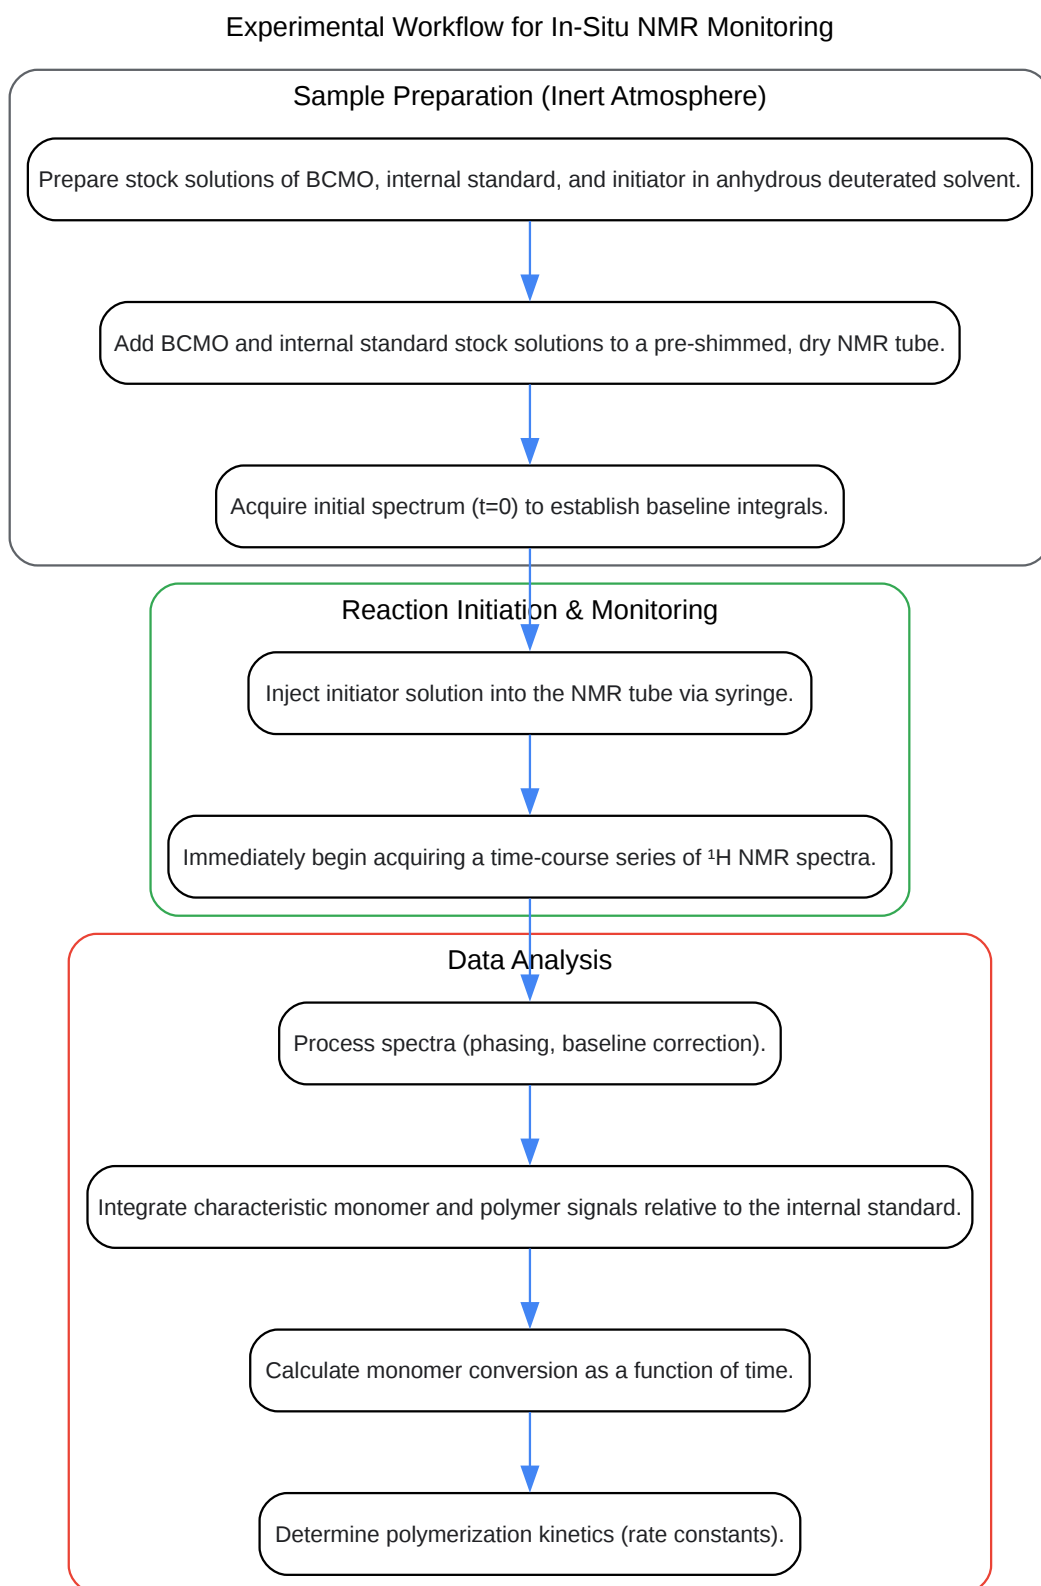 Experimental Workflow for In-Situ NMR Monitoring
Sample Preparation (Inert Atmosphere)
Prepare stock solutions of BCMO, internal standard, and initiator in anhydrous deuterated solvent.
Add BCMO and internal standard stock solutions to a pre-shimmed, dry NMR tube.
Acquire initial spectrum (t=0) to establish baseline integrals.
Reaction Initiation & Monitoring
Inject initiator solution into the NMR tube via syringe.
Immediately begin acquiring a time-course series of ¹H NMR spectra.
Data Analysis
Process spectra (phasing, baseline correction).
Integrate characteristic monomer and polymer signals relative to the internal standard.
Calculate monomer conversion as a function of time.
Determine polymerization kinetics (rate constants).